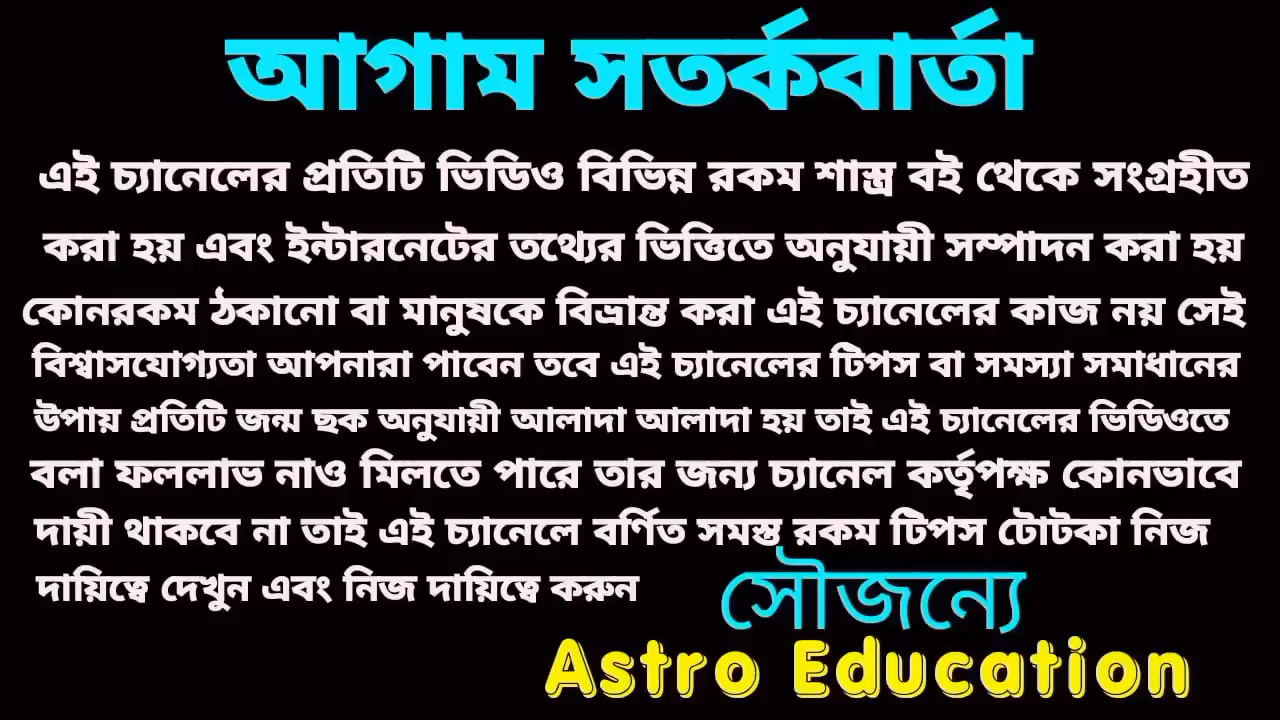 আগাম সতর্কবার্তা
এই চ্যানেলের প্রতিটি ভিডিও বিভিন্ন রকম শাস্ত্র বই থেকে সংগ্রহীত
করা হয় এবং ইন্টারনেটের তথ্যের ভিত্তিতে অনুযায়ী সম্পাদন করা হয়
কোনরকম ঠকানো বা মানুষকে বিভ্রান্ত করা এই চ্যানেলের কাজ নয় সেই
বিশ্বাসযোগ্যতা আপনারা পাবেন তবে এই চ্যানেলের টিপস বা সমস্যা সমাধানের
উপায় প্রতিটি জন্ম ছক অনুযায়ী আলাদা আলাদা হয় তাই এই চ্যানেলের ভিডিওতে
বলা ফললাভ নাও মিলতে পারে তার জন্য চ্যানেল কর্তৃপক্ষ কোনভাবে
দায়ী থাকবে না তাই এই চ্যানেলে বর্ণিত সমস্ত রকম টিপস টোটকা নিজ
দায়িত্বে দেখুন এবং নিজ দায়িত্বে করুন
সৌজন্যে
Astro Education